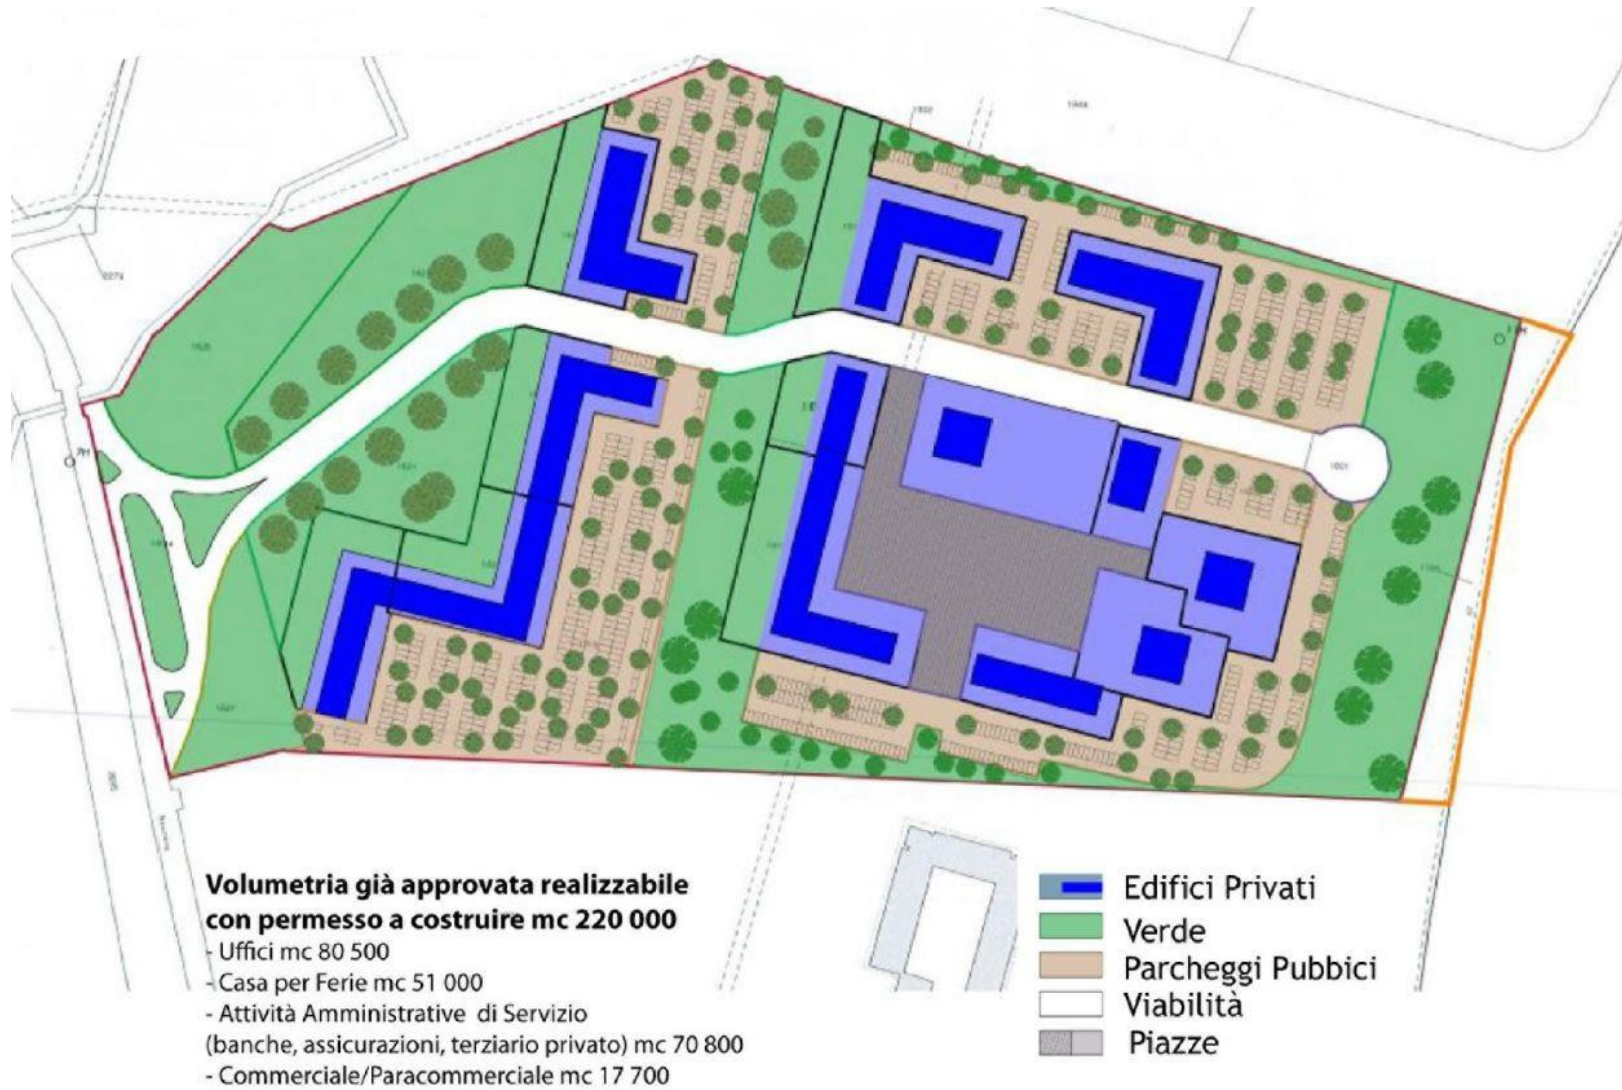 Volumetria già approvata realizzabile
con permesso a costruire mc 220 000
- Uffici mc 80 500
- Casa per Ferie mc 51 000
- Attività Amministrative di Servizio
(banche, assicurazioni, terziario privato) mc 70 800
- Commerciale/Paracommerciale mc 17 700
Edifici Privati
Verde
Parcheggi Pubbici
Viabilità
Piazze